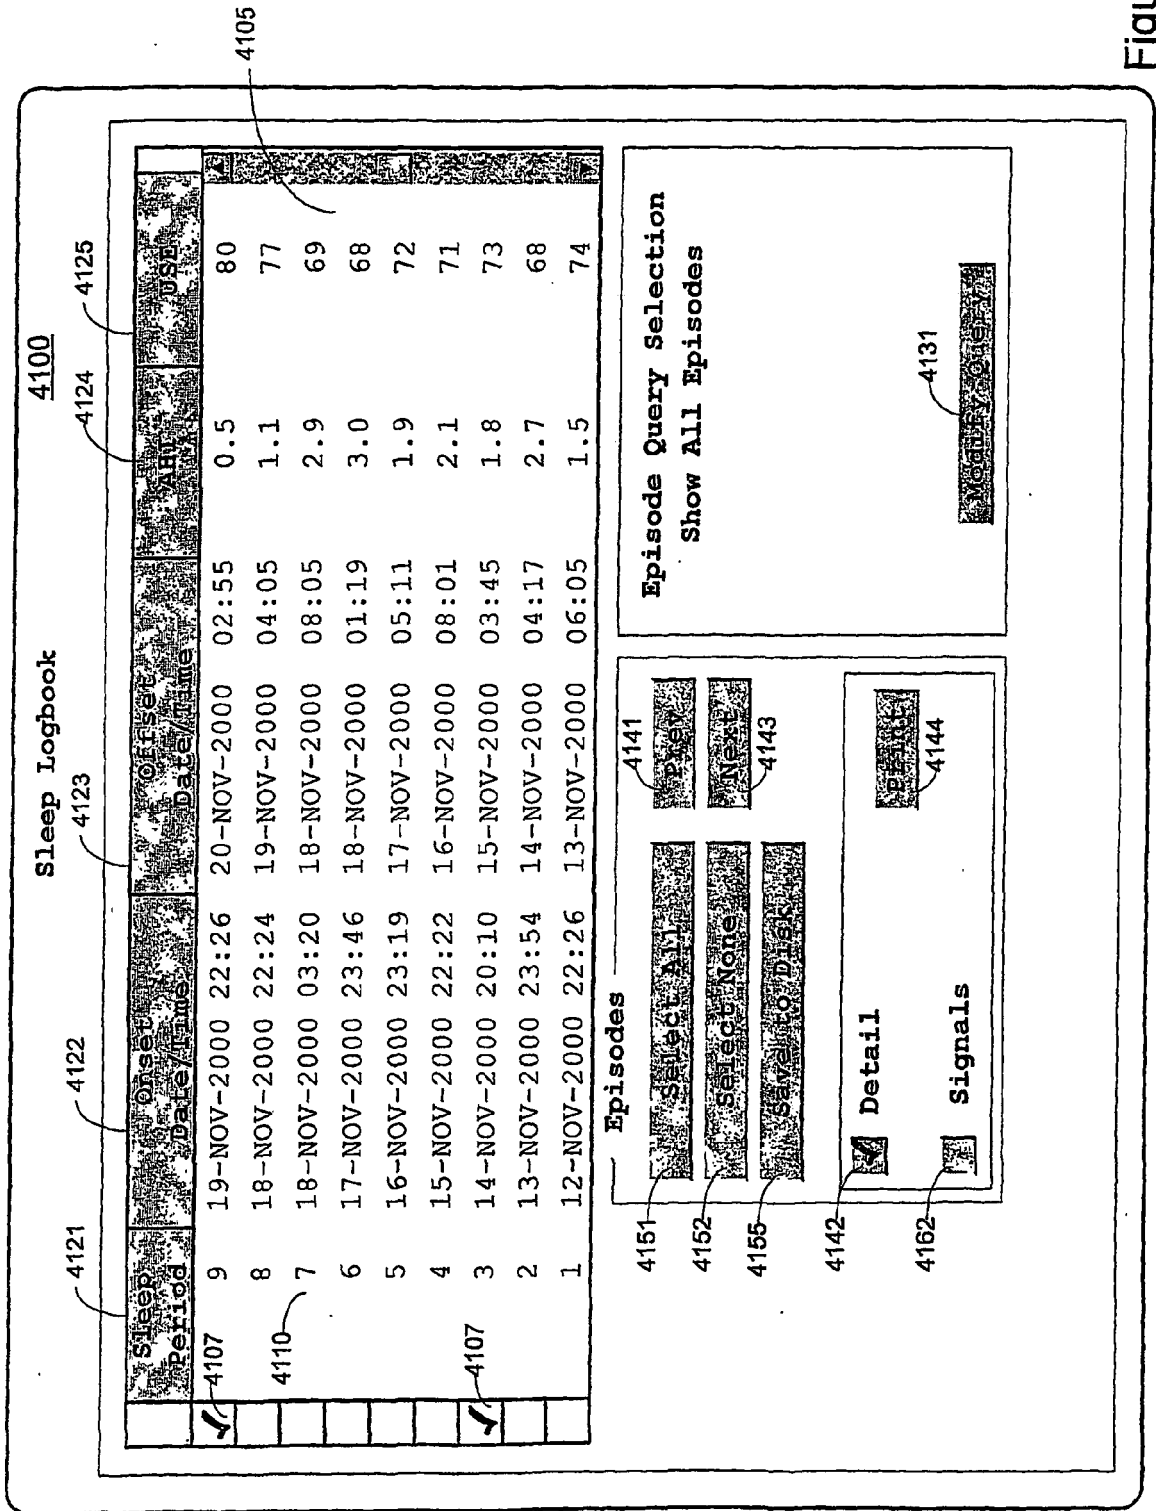 4100
Sleep Logbook
4121 4122 4123 4124 4125
Sleep Onset Offset AHI USE
Period Date/Time Date/Time
4105
4107
9 19-NOV-2000 22:26 20-NOV-2000 02:55 0.5 80
8 18-NOV-2000 22:24 19-NOV-2000 04:05 1.1 77
4110
7 18-NOV-2000 03:20 18-NOV-2000 08:05 2.9 69
6 17-NOV-2000 23:46 18-NOV-2000 01:19 3.0 68
5 16-NOV-2000 23:19 17-NOV-2000 05:11 1.9 72
4 15-NOV-2000 22:22 16-NOV-2000 08:01 2.1 71
4107
3 14-NOV-2000 20:10 15-NOV-2000 03:45 1.8 73
2 13-NOV-2000 23:54 14-NOV-2000 04:17 2.7 68
1 12-NOV-2000 22:26 13-NOV-2000 06:05 1.5 74
Episodes
4151 Select All 4141 Prev
4152 Select None Next 4143
4155 Save to Disk
4142 Detail Print 4144
4162 Signals
Episode Query Selection
Show All Episodes
4131
Modify Query